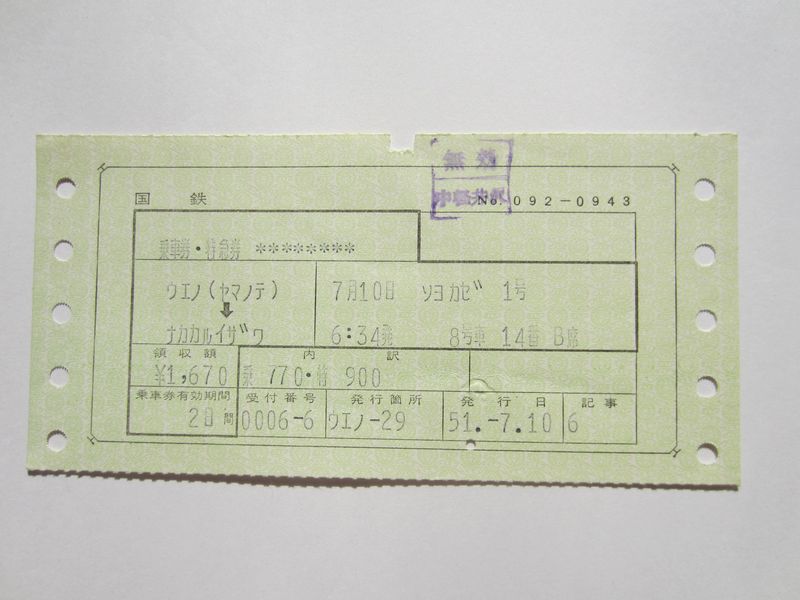 無効
中軽井沢
国鉄 No. 092-0943
乗車券・特急券 ********
ウエノ(ヤマノテ) 7月10日 ソヨカゼ 1号
↓
ナカカルイザワ 6:34発 8号車 14番 B席
領収額 内訳
¥1,670 乗 770・特 900
乗車券有効期間 受付番号 発行箇所 発行日 記事
2日間 0006-6 ウエノ-29 51.-7.10 6